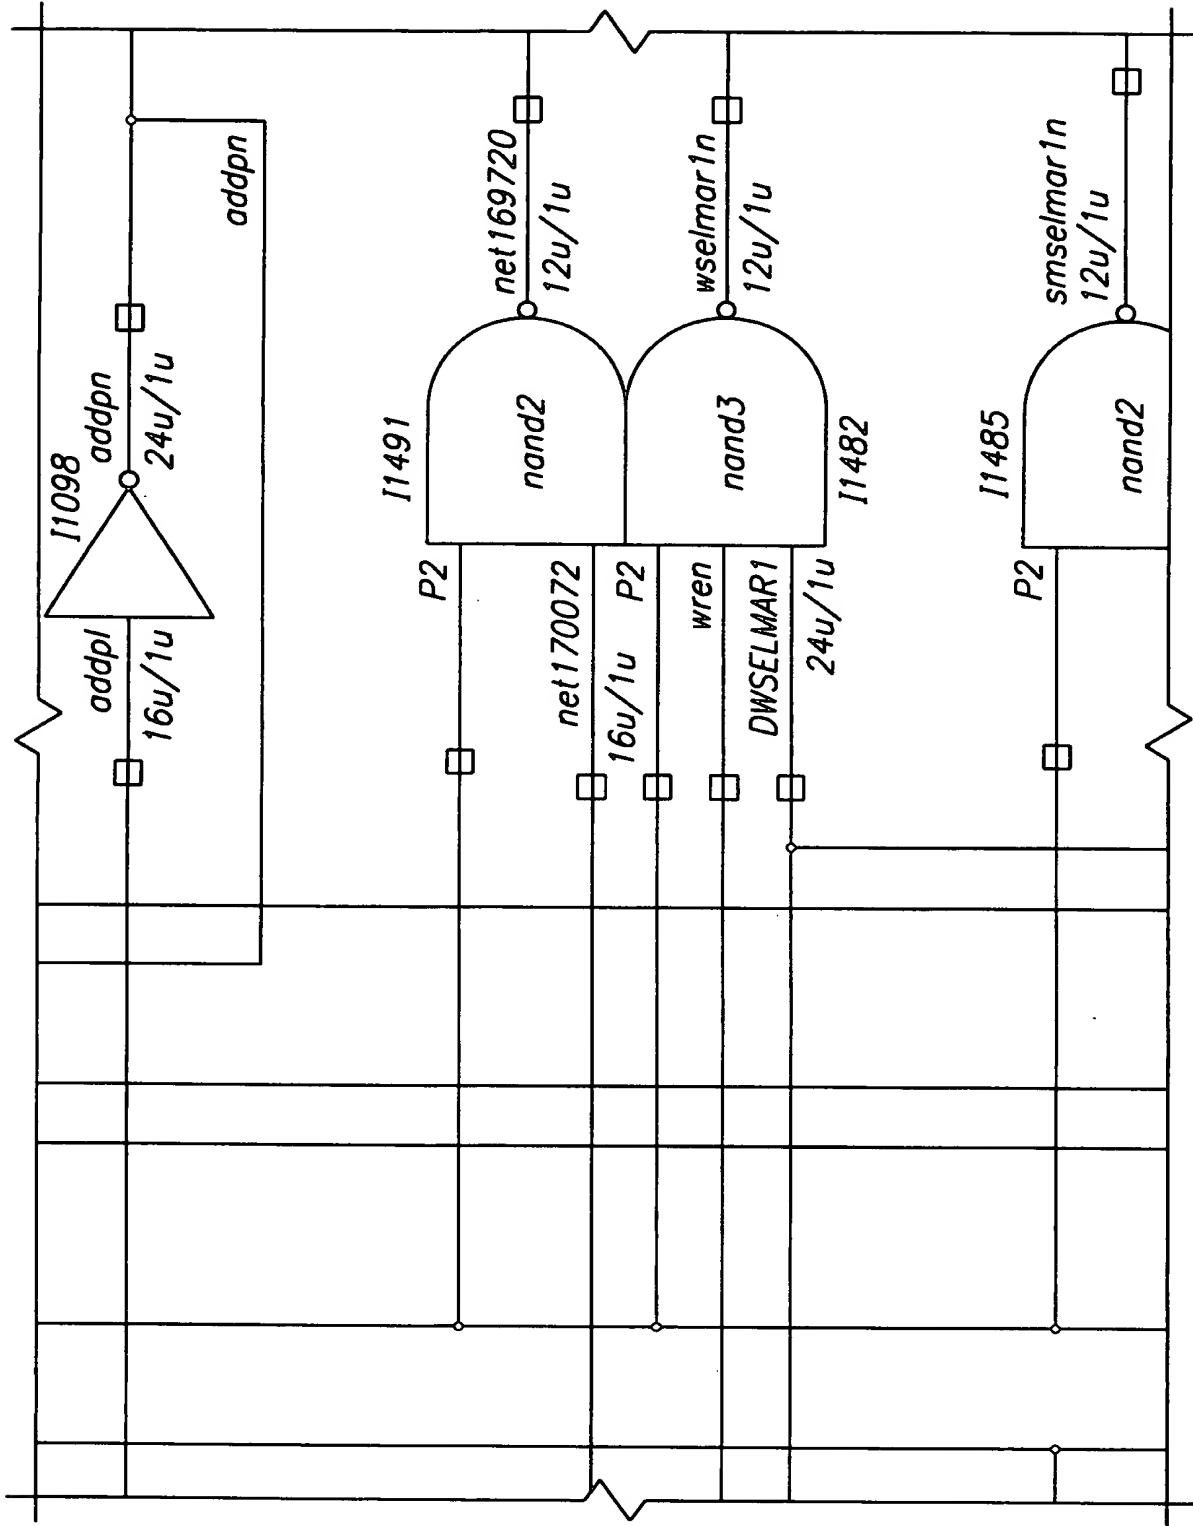 I1098
addpl
16u/1u
addpn
24u/1u
addpn
I1491
P2
nand2
net170072
16u/1u
net169720
12u/1u
P2
wren
DWSELMAR1
24u/1u
nand3
I1482
wselmar1n
12u/1u
I1485
P2
nand2
smselmar1n
12u/1u